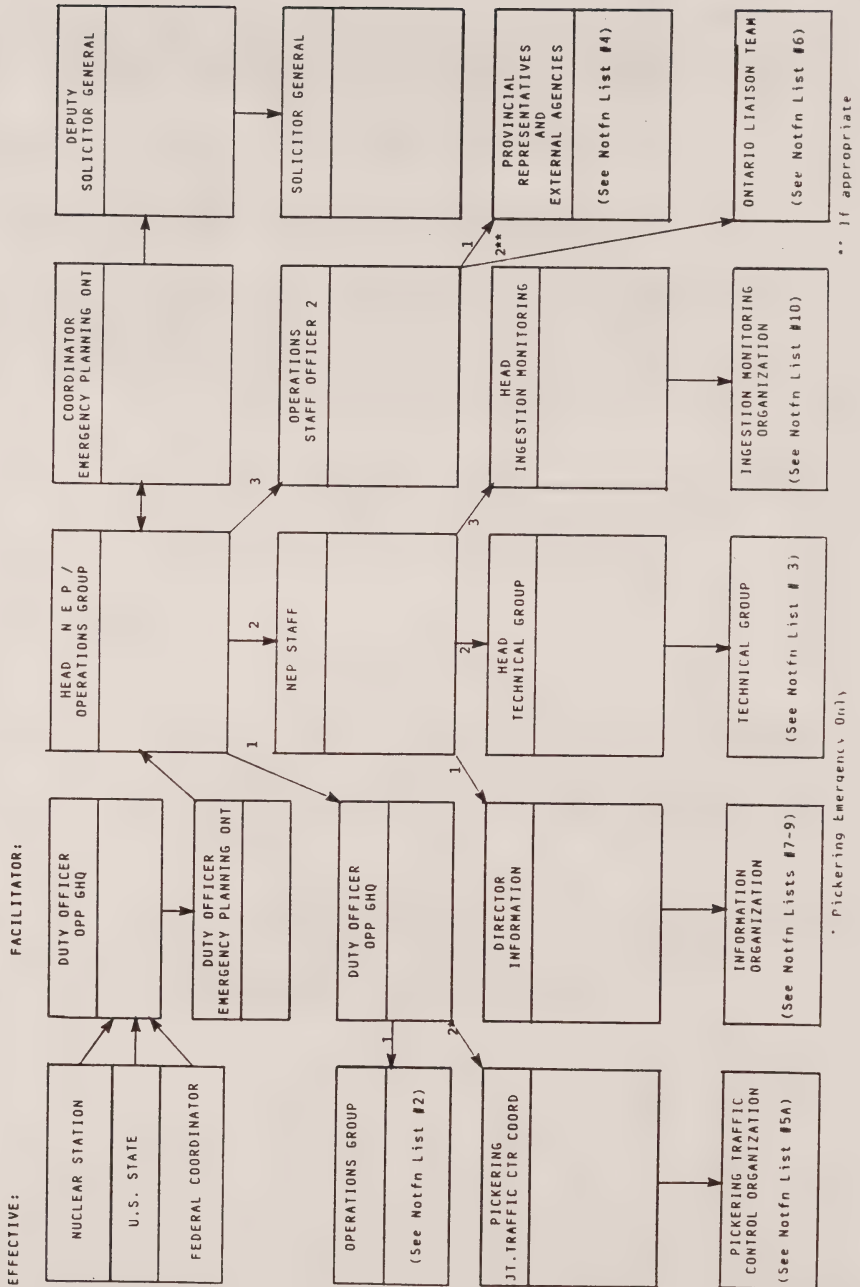 EFFECTIVE:
FACILITATOR:
NUCLEAR STATION
U.S. STATE
FEDERAL COORDINATOR
DUTY OFFICER
OPP GHQ
DUTY OFFICER
EMERGENCY PLANNING ONT
HEAD N E P /
OPERATIONS GROUP
COORDINATOR
EMERGENCY PLANNING ONT
DEPUTY
SOLICITOR GENERAL
SOLICITOR GENERAL
1
2
3
OPERATIONS GROUP
(See Notfn List #2)
1
DUTY OFFICER
OPP GHQ
2*
NEP STAFF
OPERATIONS
STAFF OFFICER 2
1
2**
PROVINCIAL
REPRESENTATIVES
AND
EXTERNAL AGENCIES
(See Notfn List #4)
1
2
3
PICKERING
JT.TRAFFIC CTR COORD
DIRECTOR
INFORMATION
HEAD
TECHNICAL GROUP
HEAD
INGESTION MONITORING
PICKERING TRAFFIC
CONTROL ORGANIZATION
(See Notfn List #5A)
INFORMATION
ORGANIZATION
(See Notfn Lists #7-9)
TECHNICAL GROUP
(See Notfn List # 3)
INGESTION MONITORING
ORGANIZATION
(See Notfn List #10)
ONTARIO LIAISON TEAM
(See Notfn List #6)
* Pickering Emergency Only
** If appropriate